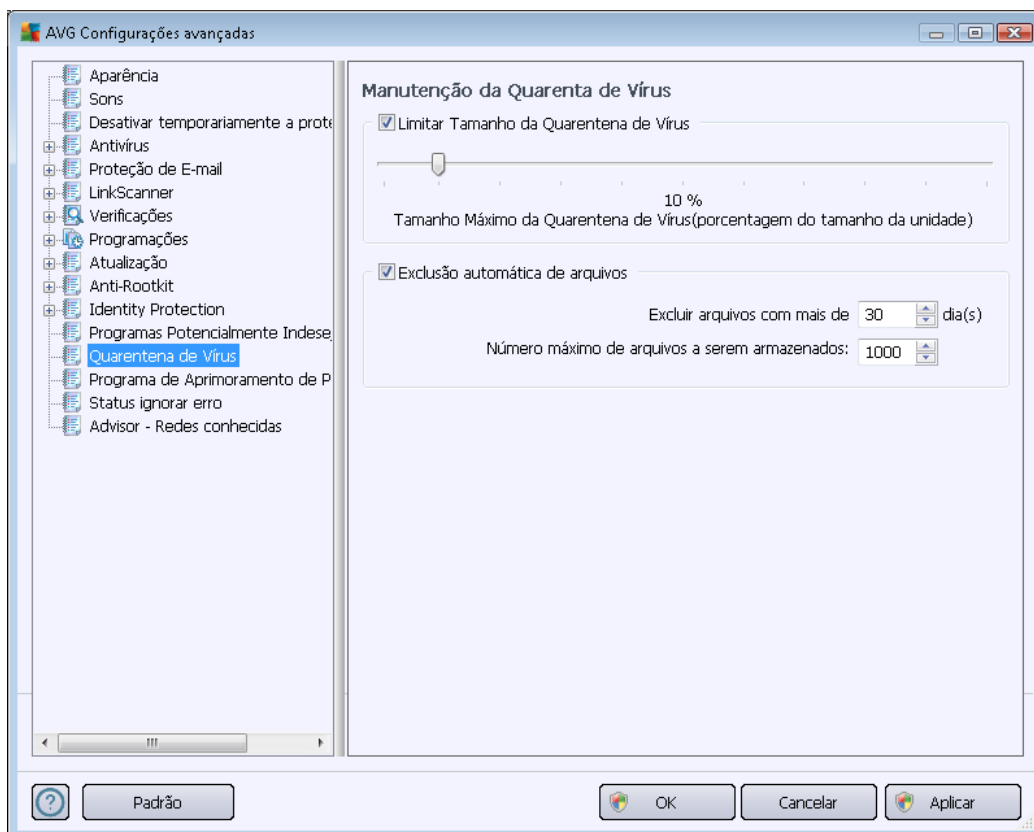 AVG Configurações avançadas
Aparência
Sons
Desativar temporariamente a prote
Antivírus
Proteção de E-mail
LinkScanner
Verificações
Programações
Atualização
Anti-Rootkit
Identity Protection
Programas Potencialmente Indese
Quarentena de Vírus
Programa de Aprimoramento de P
Status ignorar erro
Advisor - Redes conhecidas
Manutenção da Quarenta de Vírus
Limitar Tamanho da Quarentena de Vírus
10 %
Tamanho Máximo da Quarentena de Vírus(porcentagem do tamanho da unidade)
Exclusão automática de arquivos
Excluir arquivos com mais de 30 dia(s)
Número máximo de arquivos a serem armazenados: 1000
Padrão
OK
Cancelar
Aplicar